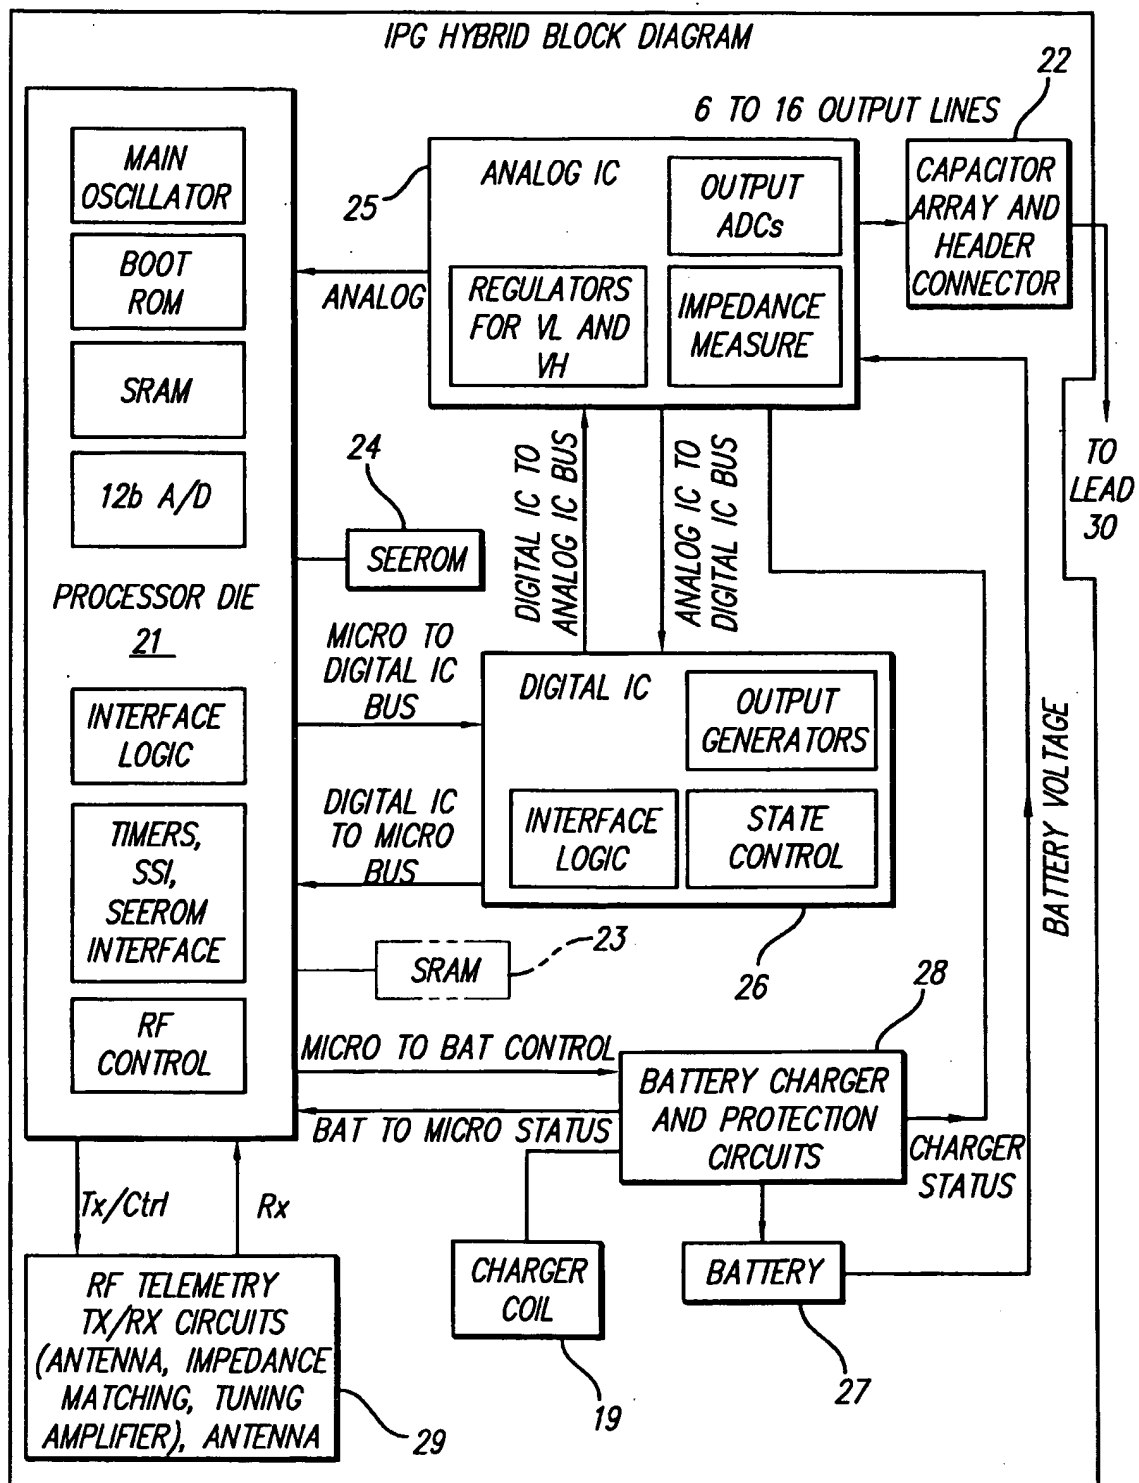 IPG HYBRID BLOCK DIAGRAM
22
6 TO 16 OUTPUT LINES
MAIN
OSCILLATOR
BOOT
ROM
SRAM
12b A/D
PROCESSOR DIE
21
INTERFACE
LOGIC
TIMERS,
SSI,
SEEROM
INTERFACE
RF
CONTROL
25
ANALOG IC
OUTPUT
ADCs
REGULATORS
FOR VL AND
VH
IMPEDANCE
MEASURE
CAPACITOR
ARRAY AND
HEADER
CONNECTOR
ANALOG
TO
LEAD
30
24
SEEROM
DIGITAL IC TO
ANALOG IC BUS
ANALOG IC TO
DIGITAL IC BUS
MICRO TO
DIGITAL IC
BUS
DIGITAL IC
OUTPUT
GENERATORS
INTERFACE
LOGIC
STATE
CONTROL
DIGITAL IC
TO MICRO
BUS
BATTERY VOLTAGE
23
SRAM
26
28
MICRO TO BAT CONTROL
BATTERY CHARGER
AND PROTECTION
CIRCUITS
BAT TO MICRO STATUS
CHARGER
STATUS
Tx/Ctrl
Rx
RF TELEMETRY
TX/RX CIRCUITS
(ANTENNA, IMPEDANCE
MATCHING, TUNING
AMPLIFIER), ANTENNA
29
CHARGER
COIL
19
BATTERY
27